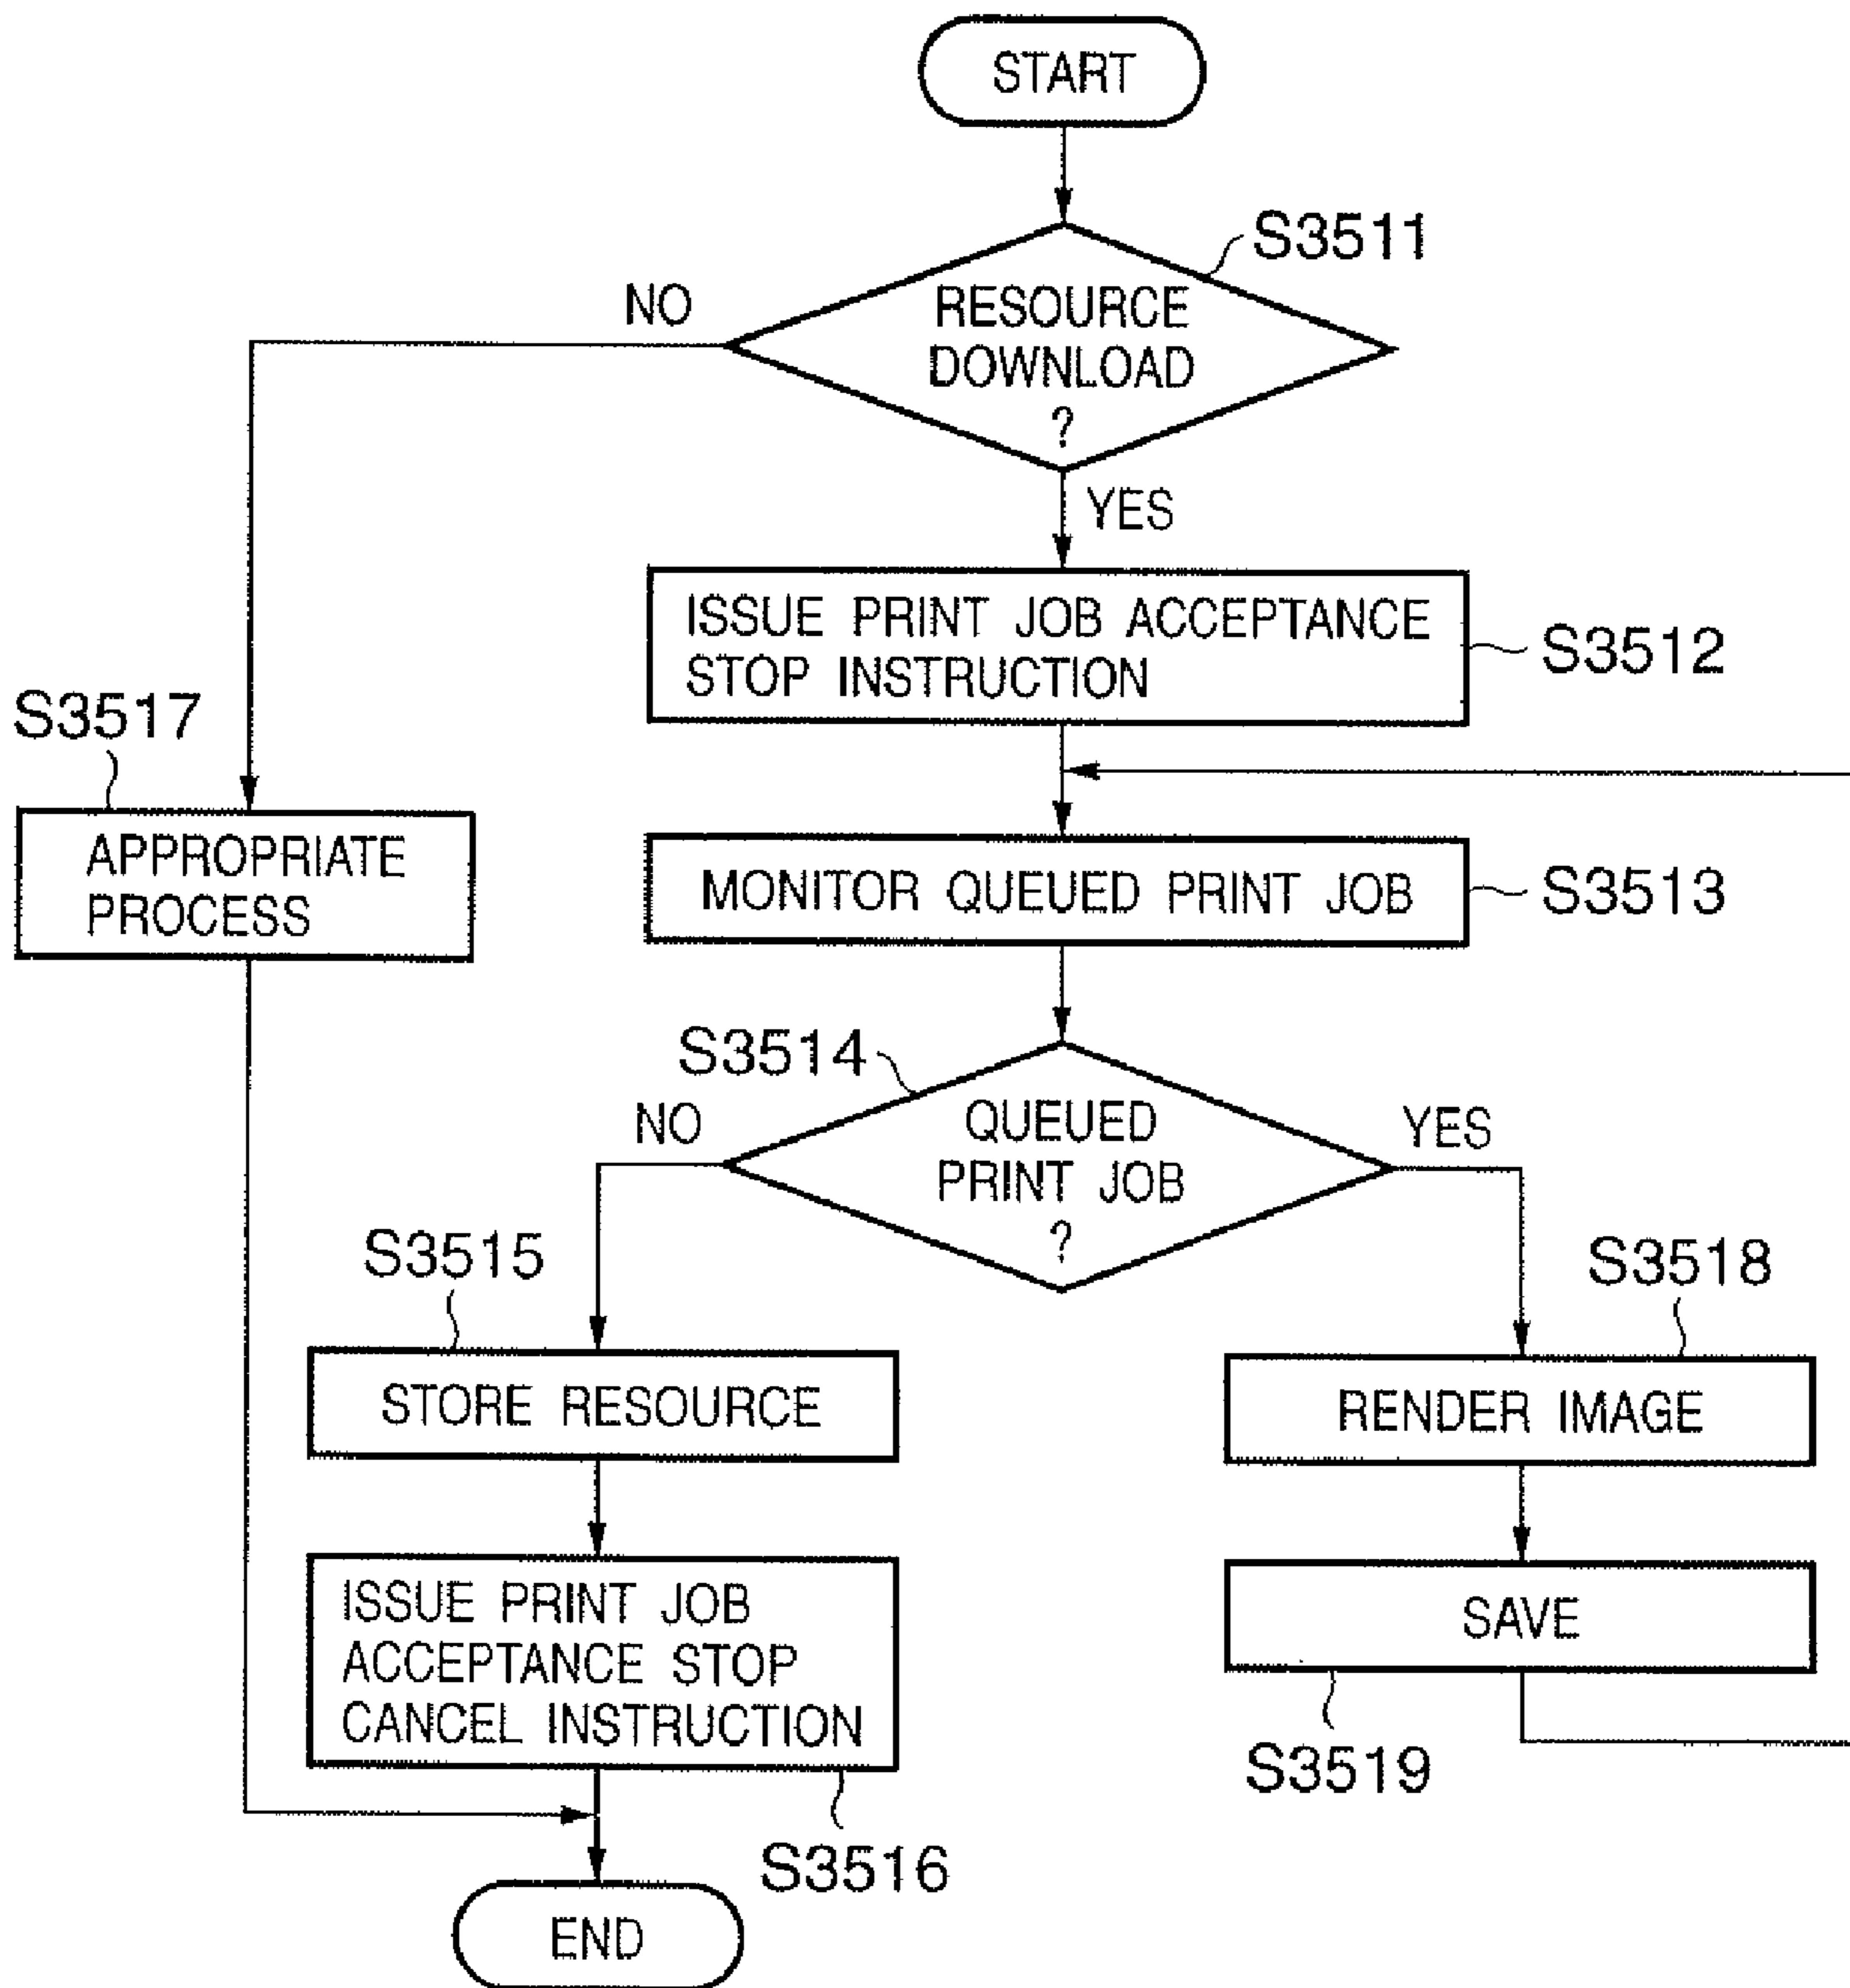 START
S3511
NO
RESOURCE
DOWNLOAD
?
YES
ISSUE PRINT JOB ACCEPTANCE
STOP INSTRUCTION
S3512
S3517
APPROPRIATE
PROCESS
MONITOR QUEUED PRINT JOB
S3513
S3514
NO
QUEUED
PRINT JOB
?
YES
S3515
STORE RESOURCE
S3518
RENDER IMAGE
ISSUE PRINT JOB
ACCEPTANCE STOP
CANCEL INSTRUCTION
SAVE
S3519
S3516
END